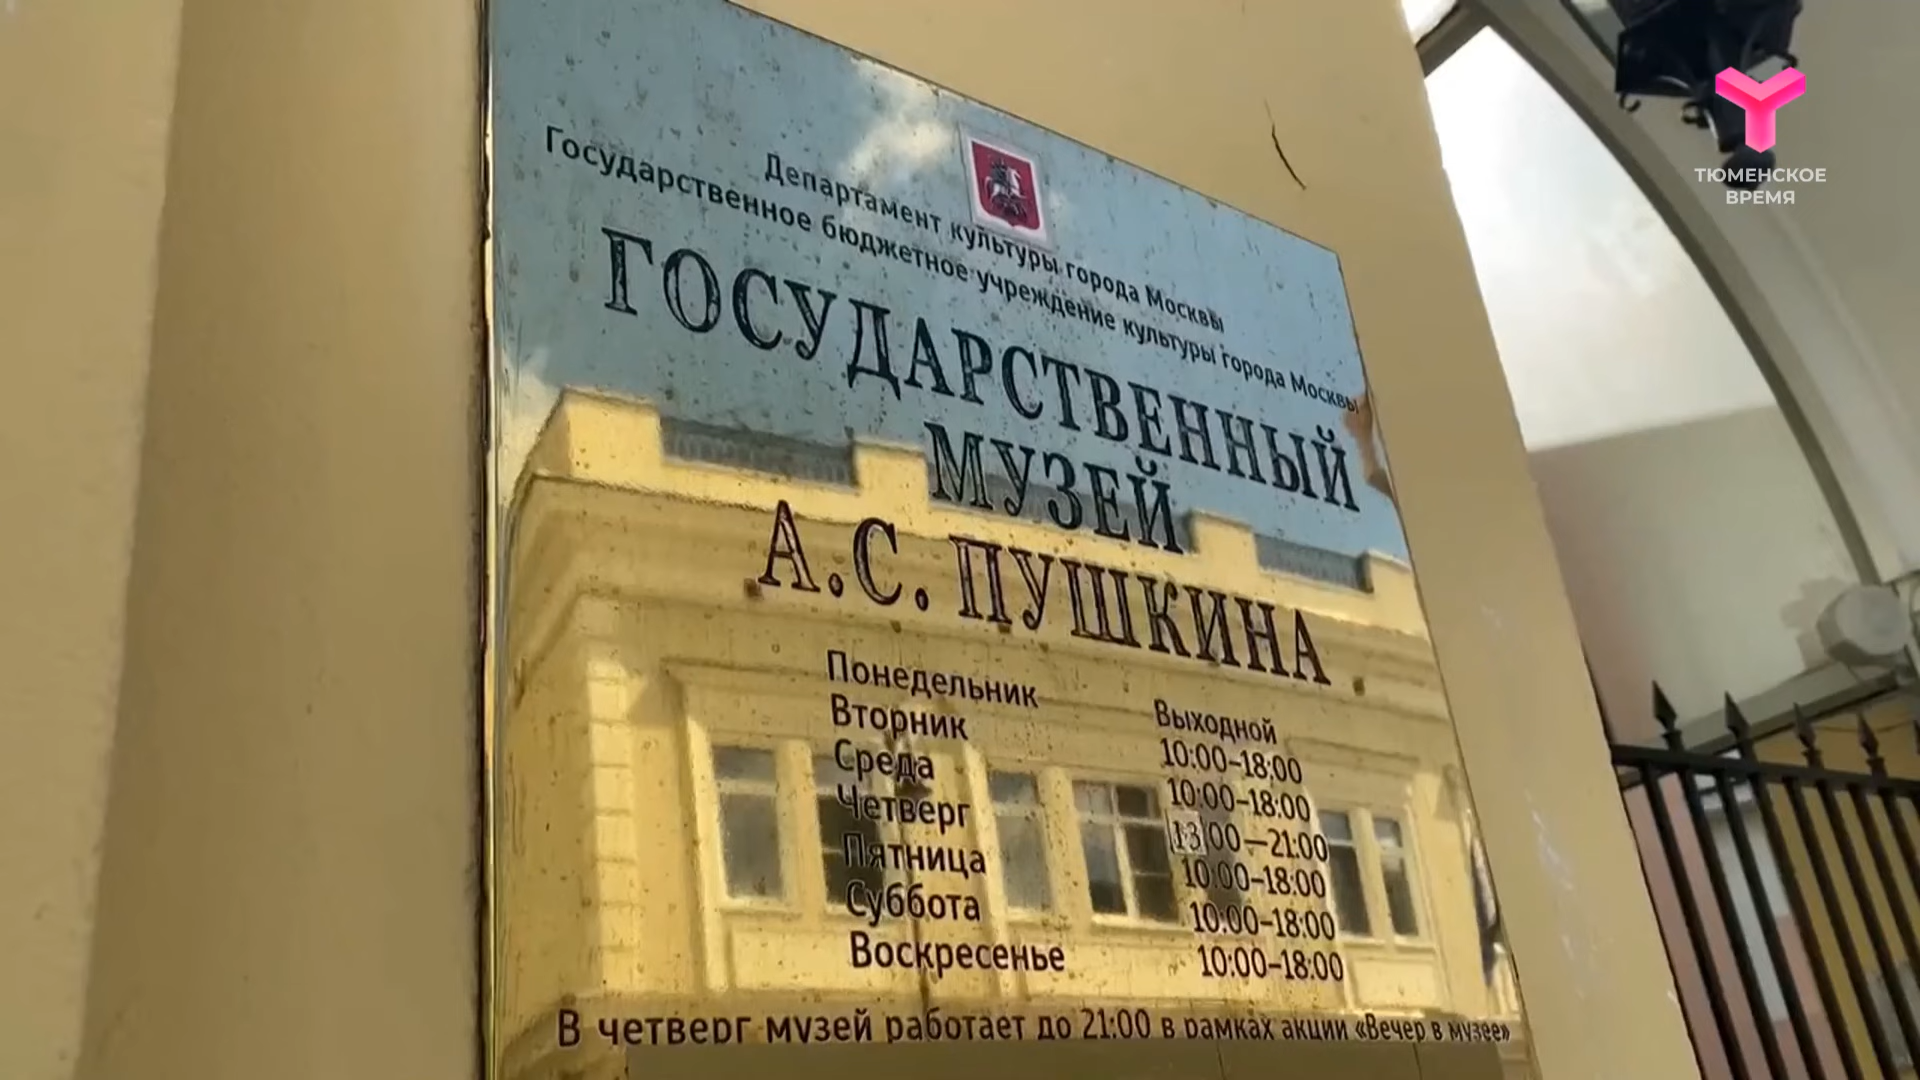 ТЮМЕНСКОЕ
ВРЕМЯ
Департамент культуры города Москвы
Государственное бюджетное учреждение культуры города Москвы
ГОСУДАРСТВЕННЫЙ
МУЗЕЙ
А.С. ПУШКИНА
Понедельник Выходной
Вторник 10:00–18:00
Среда 10:00–18:00
Четверг 13:00—21:00
Пятница 10:00–18:00
Суббота 10:00–18:00
Воскресенье 10:00–18:00
В четверг музей работает до 21:00 в рамках акции «Вечер в музее»